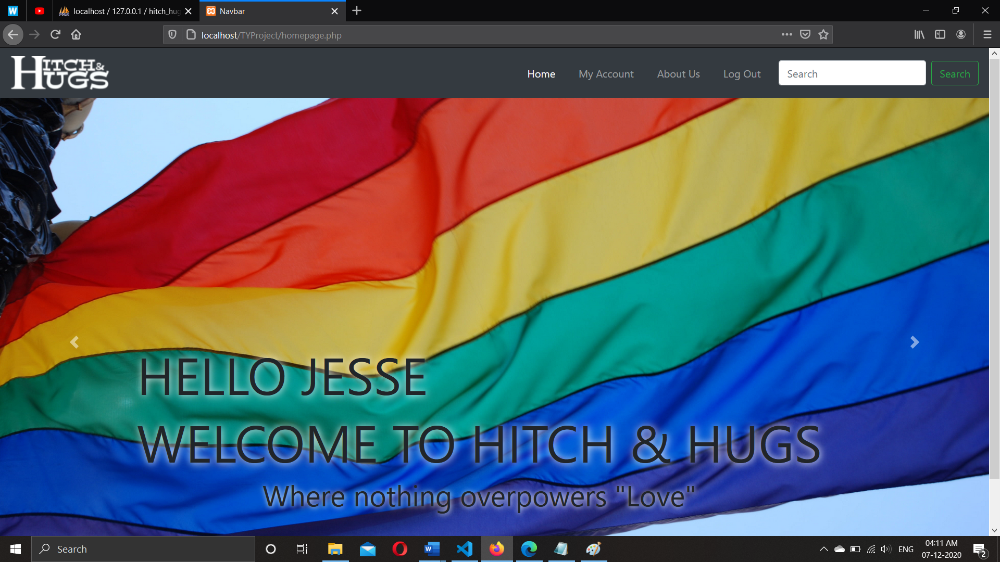 localhost / 127.0.0.1 / hitch_hug
Navbar
localhost/TYProject/homepage.php
HITCH & HUGS
Home
My Account
About Us
Log Out
Search
Search
HELLO JESSE
WELCOME TO HITCH & HUGS
Where nothing overpowers "Love"
Search
ENG
04:11 AM
07-12-2020
2